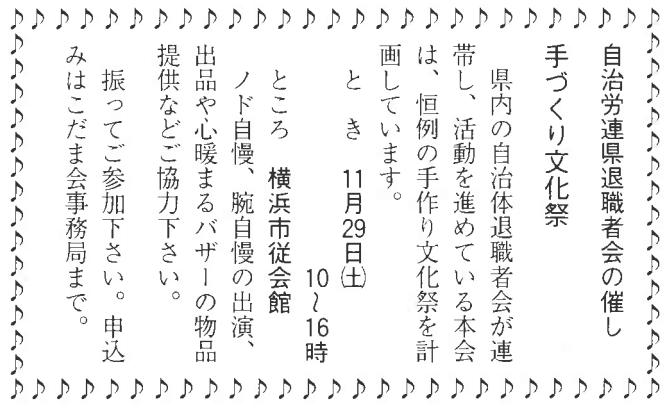 自治労連県退職者会の催し
手づくり文化祭
県内の自治体退職者会が連
帯し、活動を進めている本会
は、恒例の手作り文化祭を計
画しています。
と　き　11月29日㈯
10〜16時
ところ　横浜市従会館
ノド自慢、腕自慢の出演、
出品や心暖まるバザーの物品
提供などご協力下さい。
振ってご参加下さい。申込
みはこだま会事務局まで。